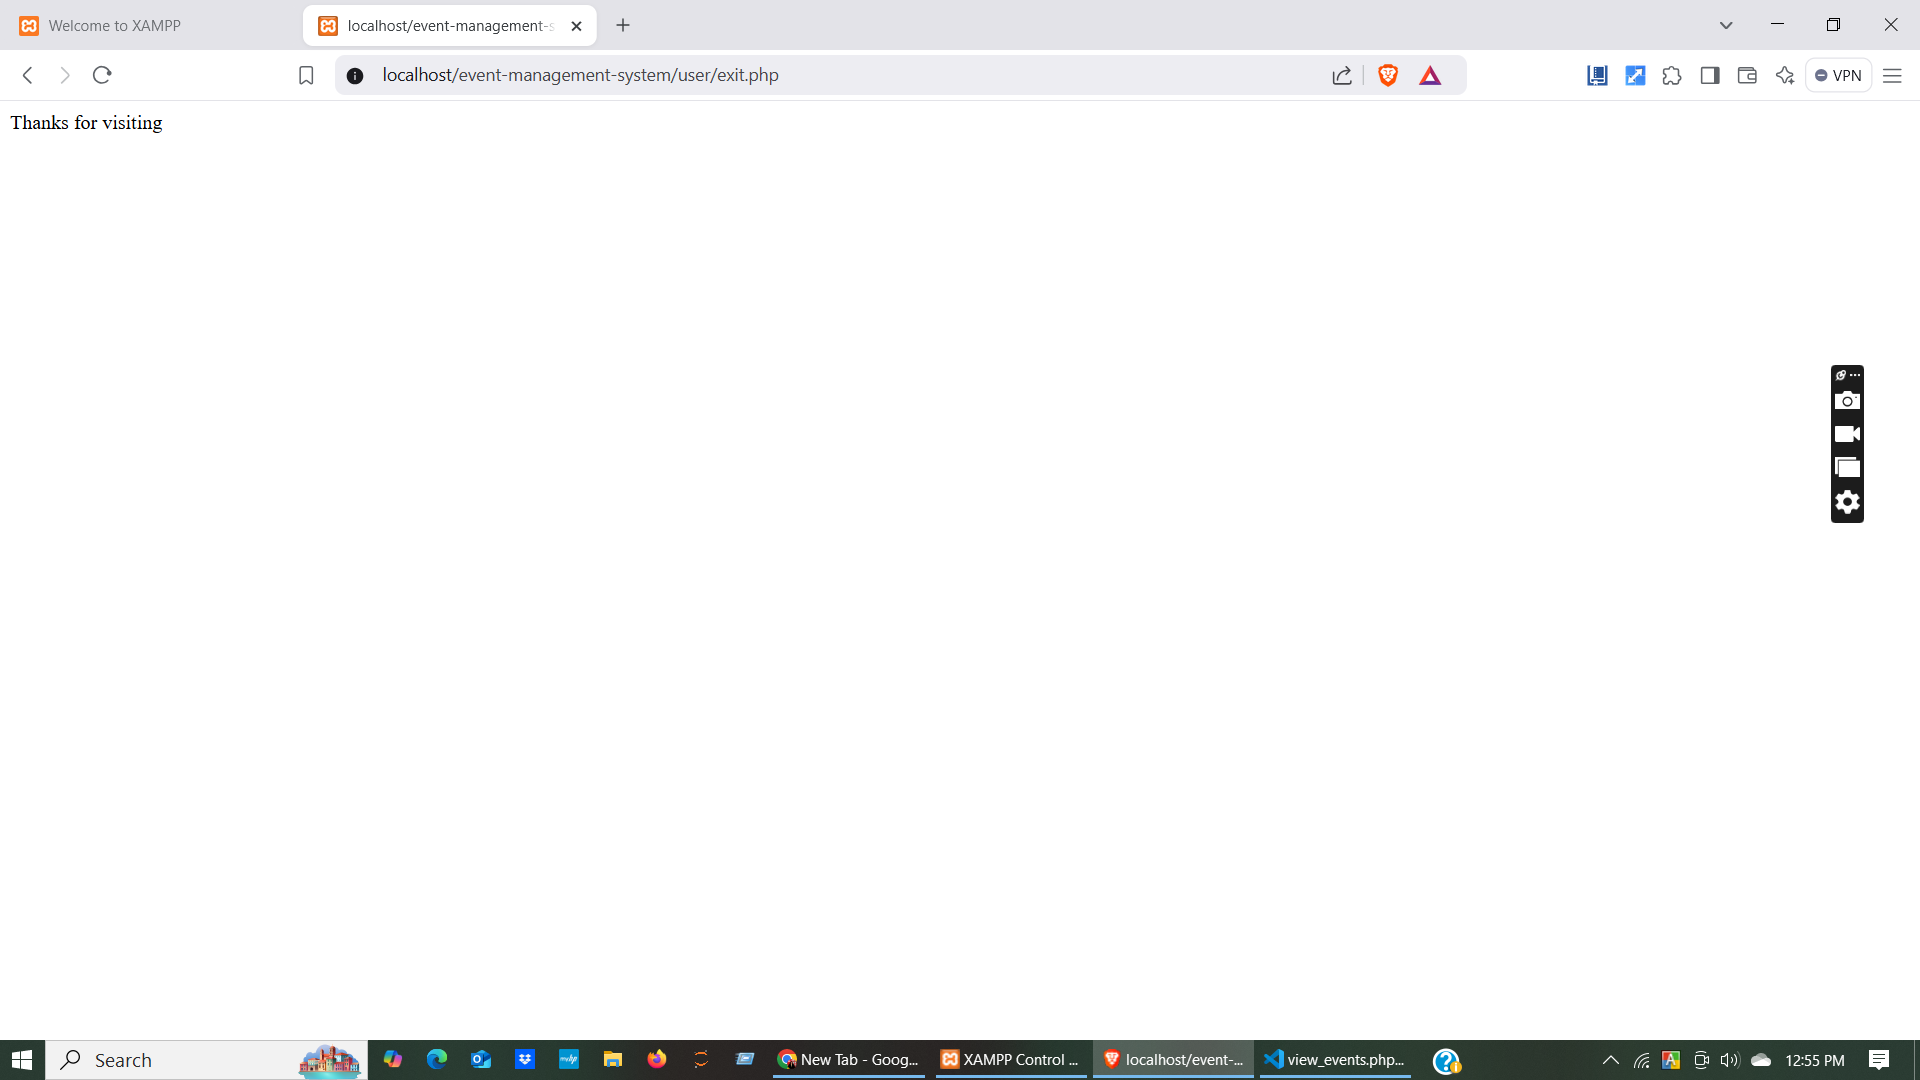 Welcome to XAMPP
localhost/event-management-s
localhost/event-management-system/user/exit.php
VPN
Thanks for visiting
Search
New Tab - Goog...
XAMPP Control ...
localhost/event-...
view_events.php...
12:55 PM